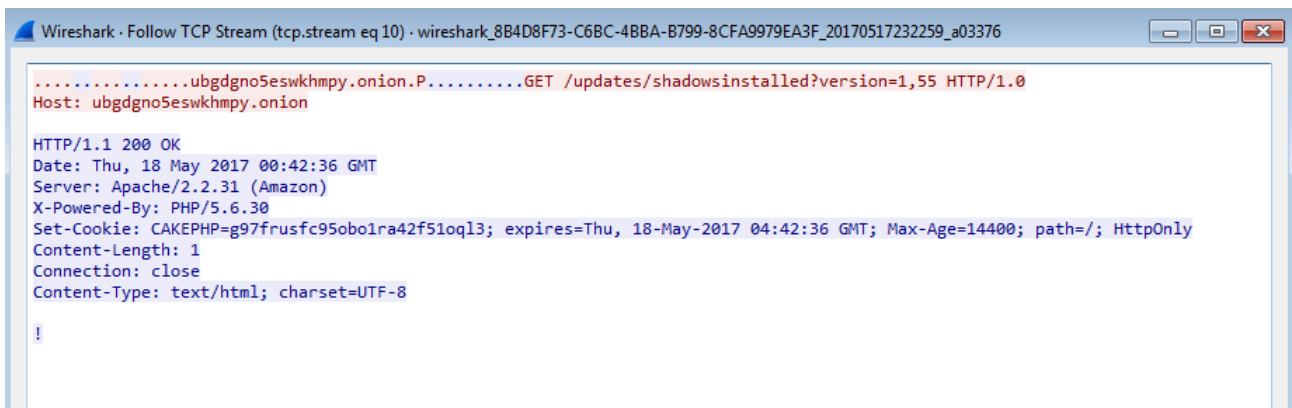 Wireshark · Follow TCP Stream (tcp.stream eq 10) · wireshark_8B4D8F73-C6BC-4BBA-B799-8CFA9979EA3F_20170517232259_a03376
................ubgdgno5eswkhmpy.onion.P..........GET /updates/shadowsinstalled?version=1,55 HTTP/1.0
Host: ubgdgno5eswkhmpy.onion
HTTP/1.1 200 OK
Date: Thu, 18 May 2017 00:42:36 GMT
Server: Apache/2.2.31 (Amazon)
X-Powered-By: PHP/5.6.30
Set-Cookie: CAKEPHP=g97frusfc95obo1ra42f51oql3; expires=Thu, 18-May-2017 04:42:36 GMT; Max-Age=14400; path=/; HttpOnly
Content-Length: 1
Connection: close
Content-Type: text/html; charset=UTF-8
!